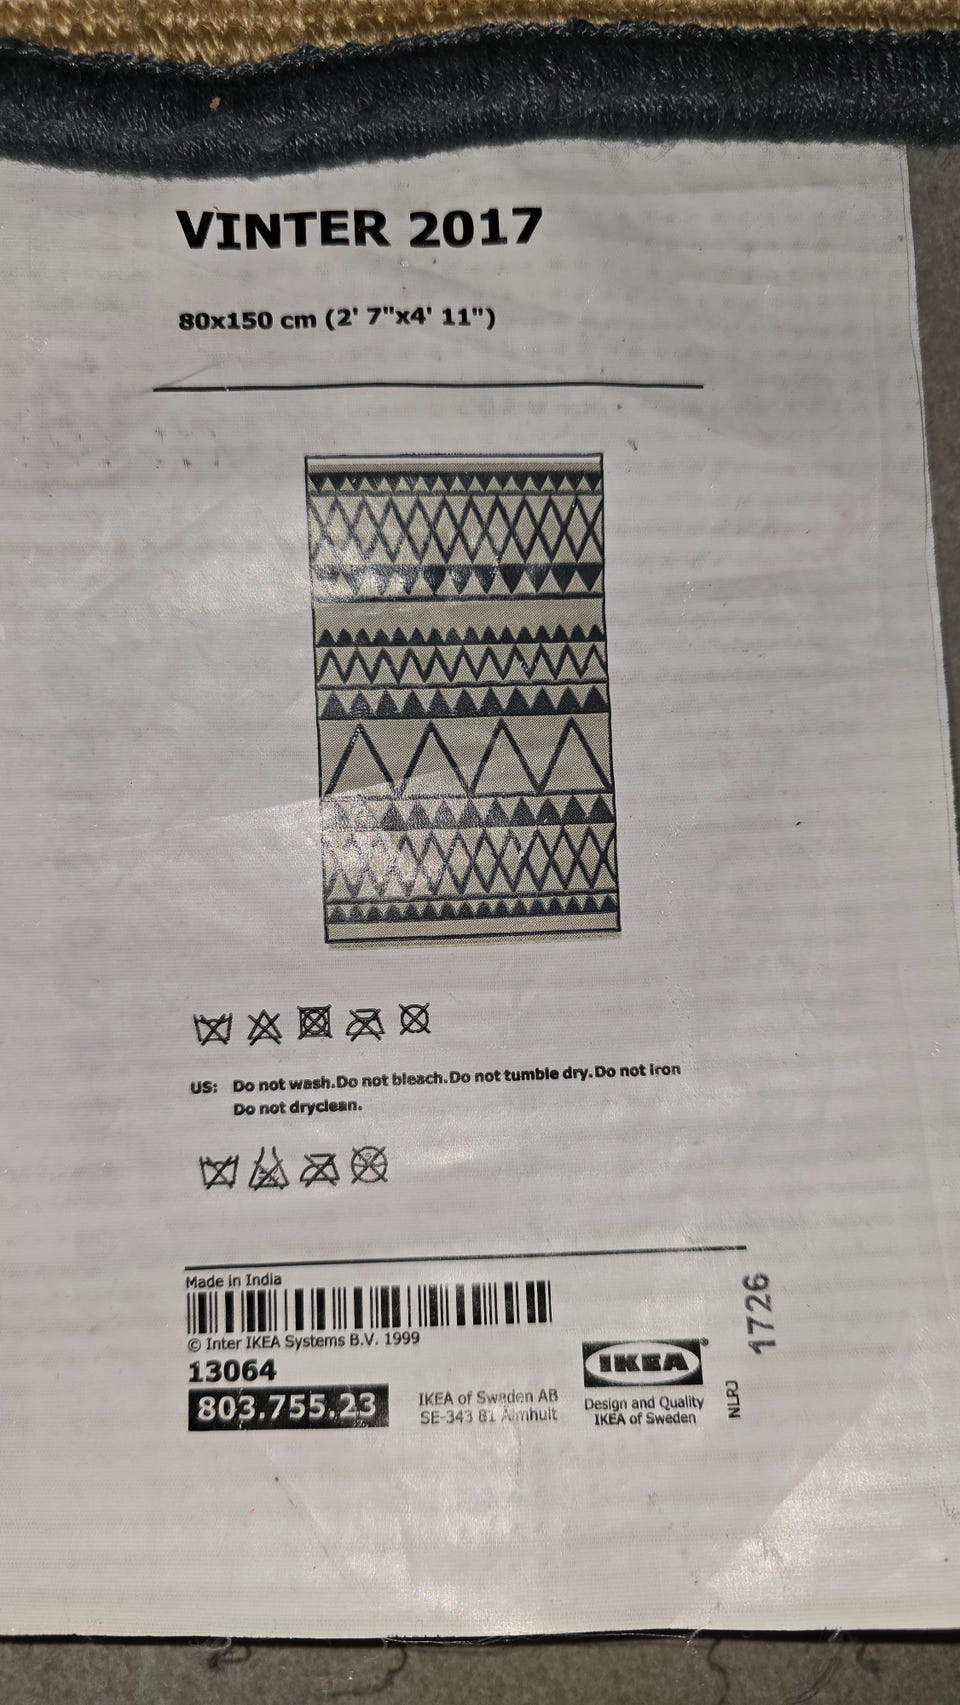 VINTER 2017
80x150 cm (2' 7"x4' 11")
US: Do not wash.Do not bleach.Do not tumble dry.Do not iron
Do not dryclean.
Made in India
© Inter IKEA Systems B.V. 1999
13064
803.755.23
IKEA of Sweden AB
SE-343 81 Älmhult
IKEA®
Design and Quality
IKEA of Sweden
1726
NLRJ